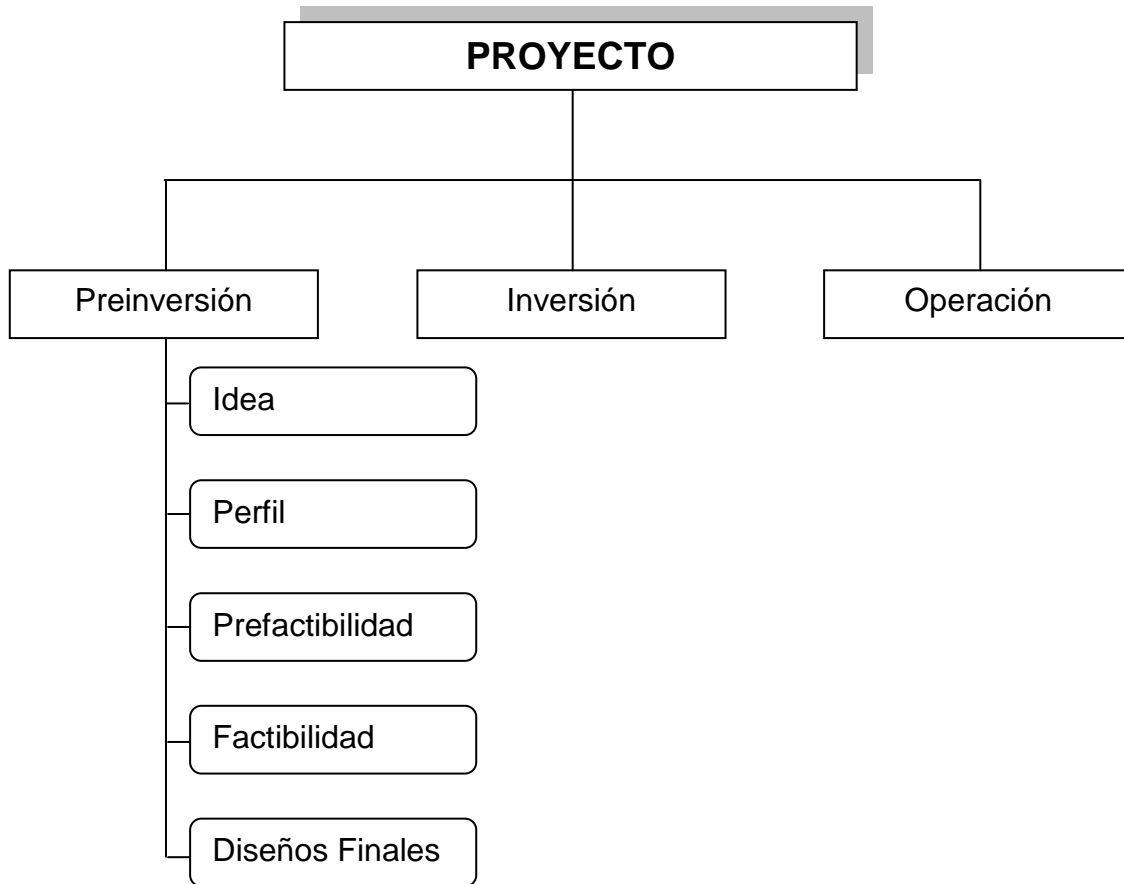 PROYECTO
Preinversión
Inversión
Operación
Idea
Perfil
Prefactibilidad
Factibilidad
Diseños Finales